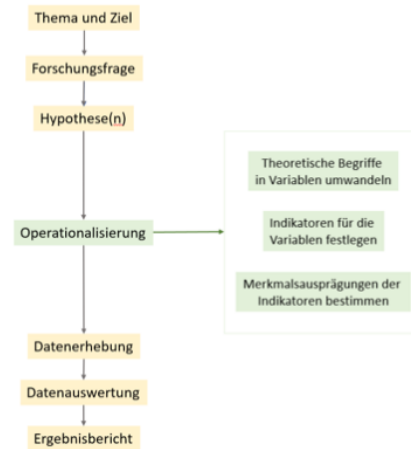 Thema und Ziel
Forschungsfrage
Hypothese(n)
Operationalisierung
Theoretische Begriffe
in Variablen umwandeln
Indikatoren für die
Variablen festlegen
Merkmalsausprägungen der
Indikatoren bestimmen
Datenerhebung
Datenauswertung
Ergebnisbericht